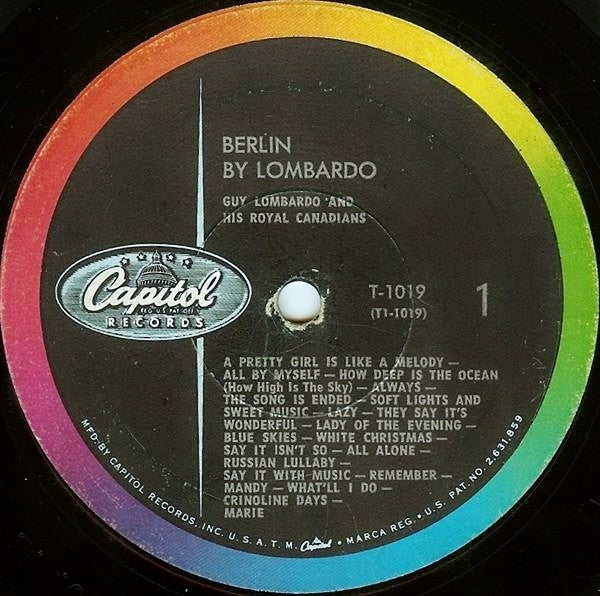 BERLIN
BY LOMBARDO
GUY LOMBARDO AND
HIS ROYAL CANADIANS
Capitol
REG. U.S. PAT. OFF.
RECORDS
T-1019
(T1-1019)
1
A PRETTY GIRL IS LIKE A MELODY —
ALL BY MYSELF — HOW DEEP IS THE OCEAN
(How High Is The Sky) — ALWAYS —
THE SONG IS ENDED — SOFT LIGHTS AND
SWEET MUSIC — LAZY — THEY SAY IT'S
WONDERFUL — LADY OF THE EVENING —
BLUE SKIES — WHITE CHRISTMAS —
SAY IT ISN'T SO — ALL ALONE —
RUSSIAN LULLABY —
SAY IT WITH MUSIC — REMEMBER —
MANDY — WHAT'LL I DO —
CRINOLINE DAYS —
MARIE
MFD. BY CAPITOL RECORDS, INC. U.S.A. T.M. Capitol • MARCA REG. • U.S. PAT. NO. 2,631,859